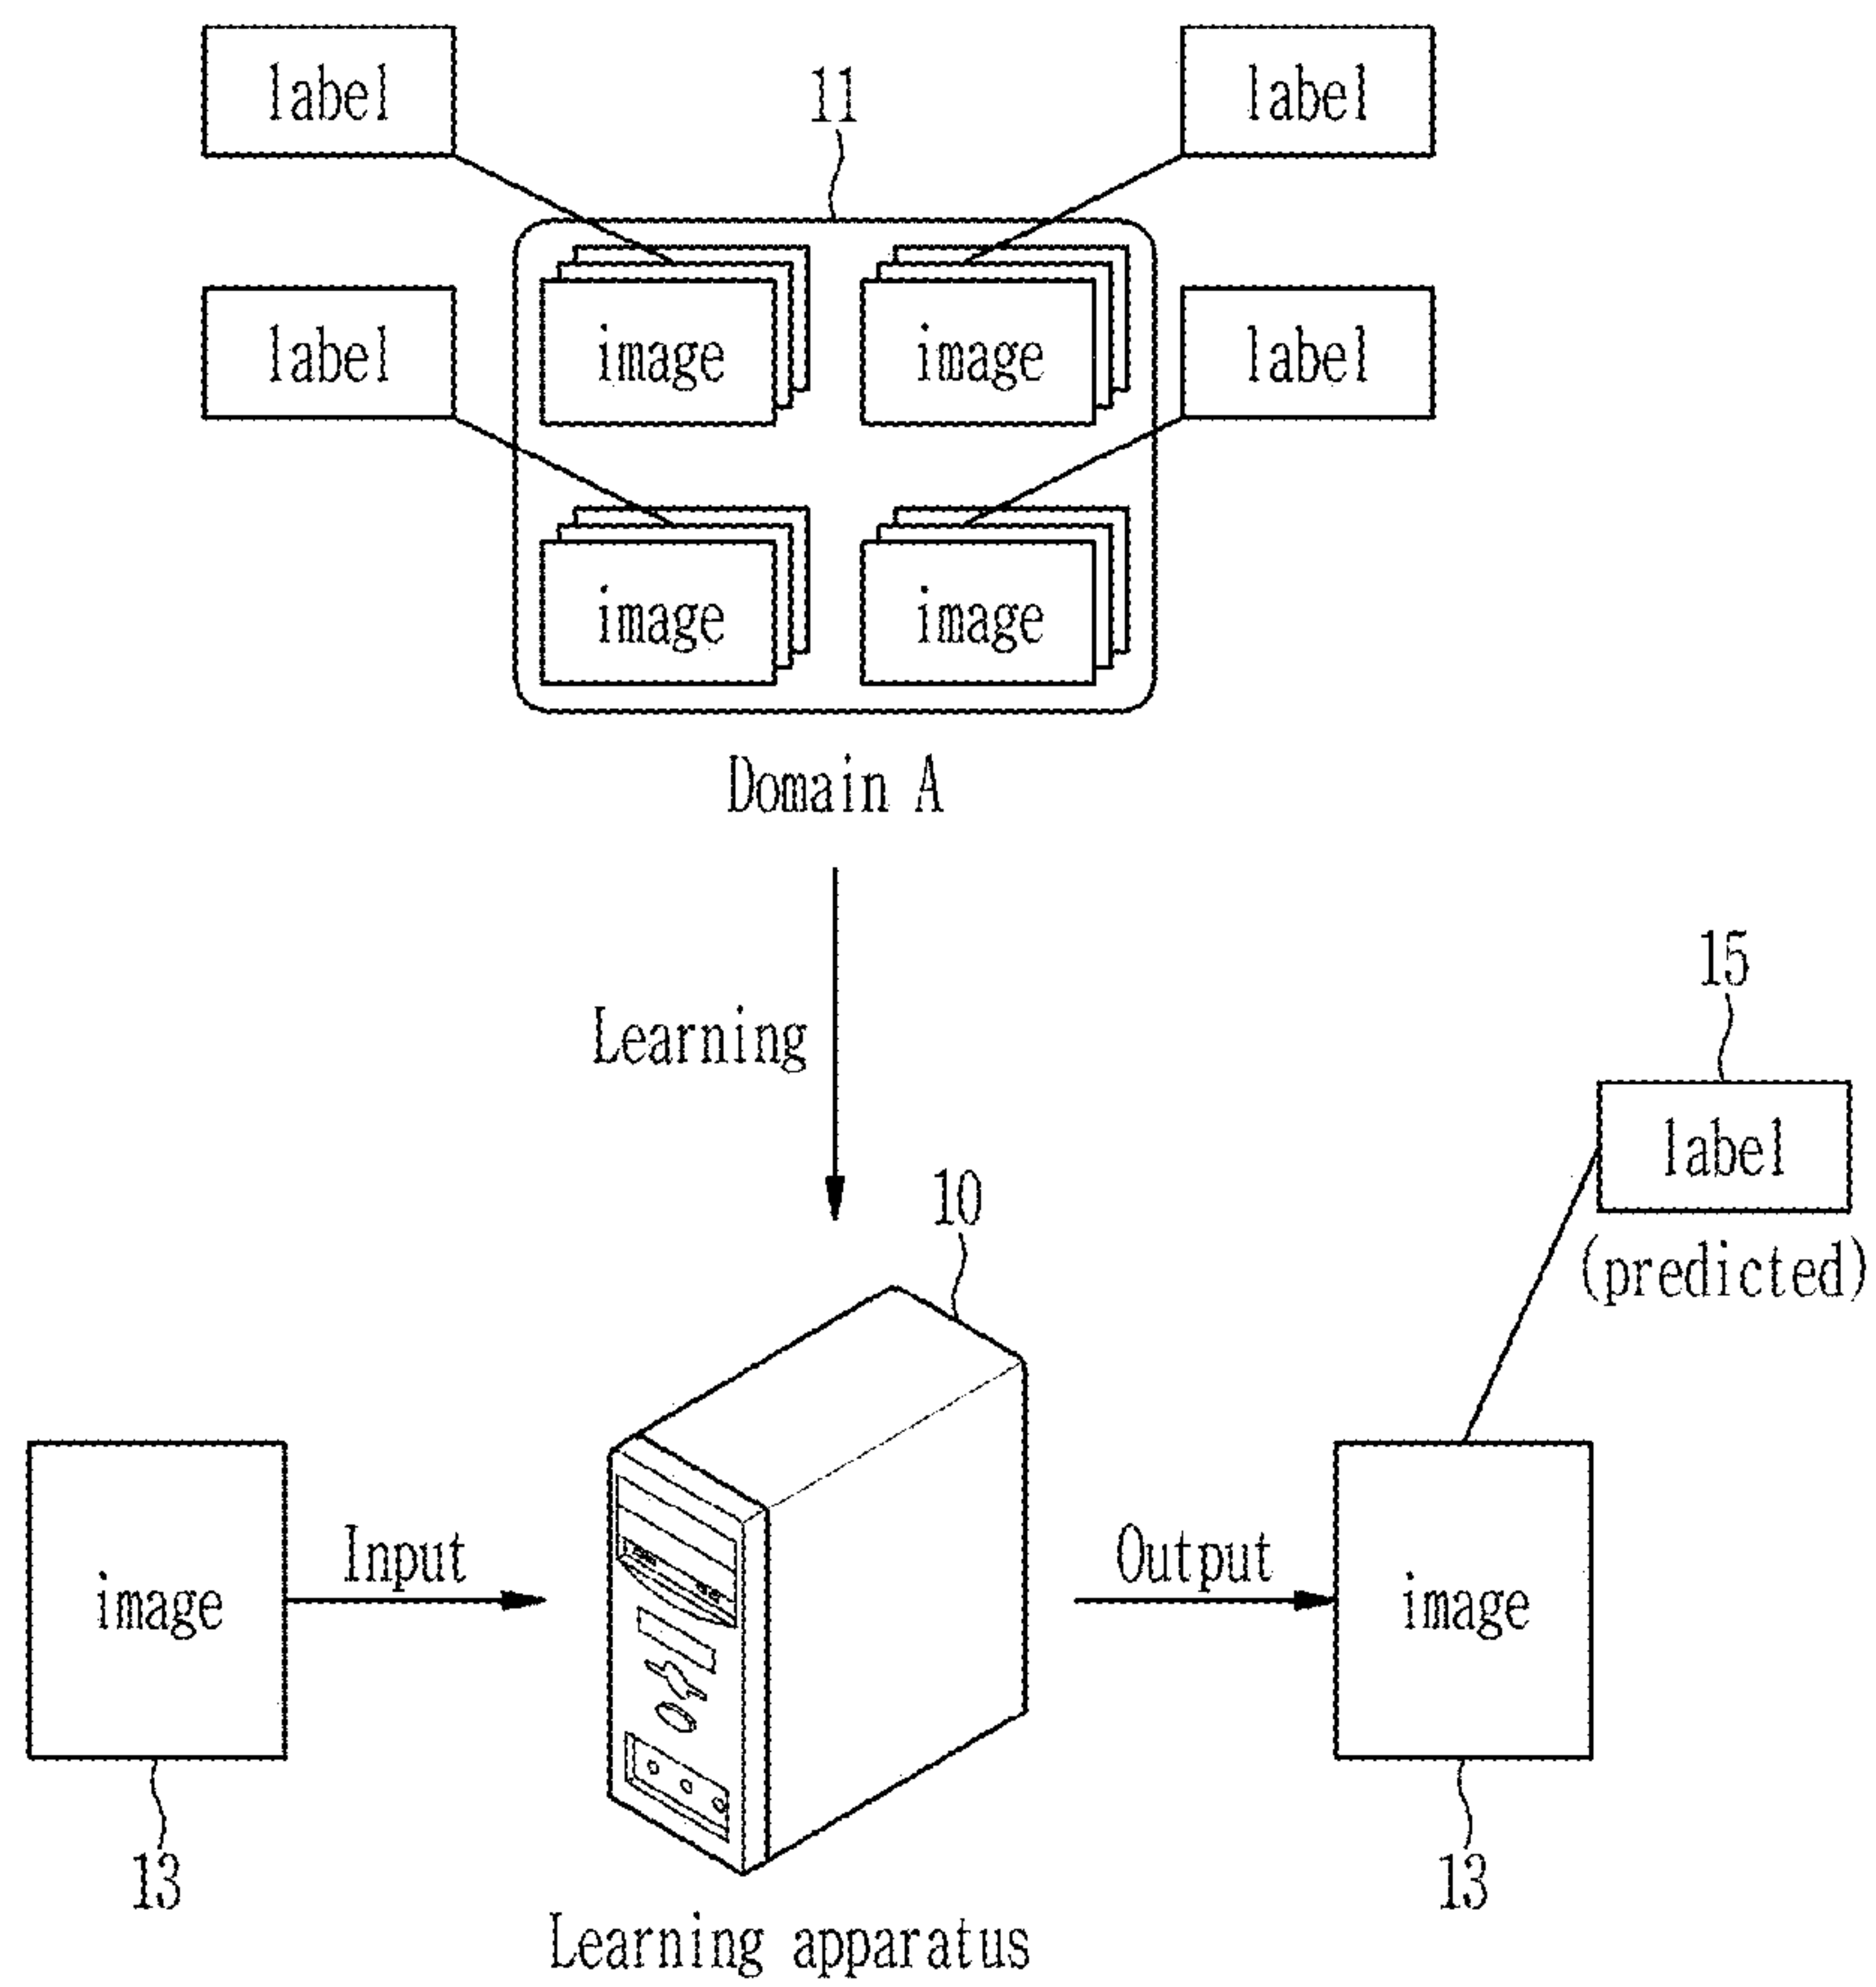 label
11
label
label
image
image
label
image
image
Domain A
Learning
15
label
(predicted)
10
image
Input
Output
image
13
13
Learning apparatus